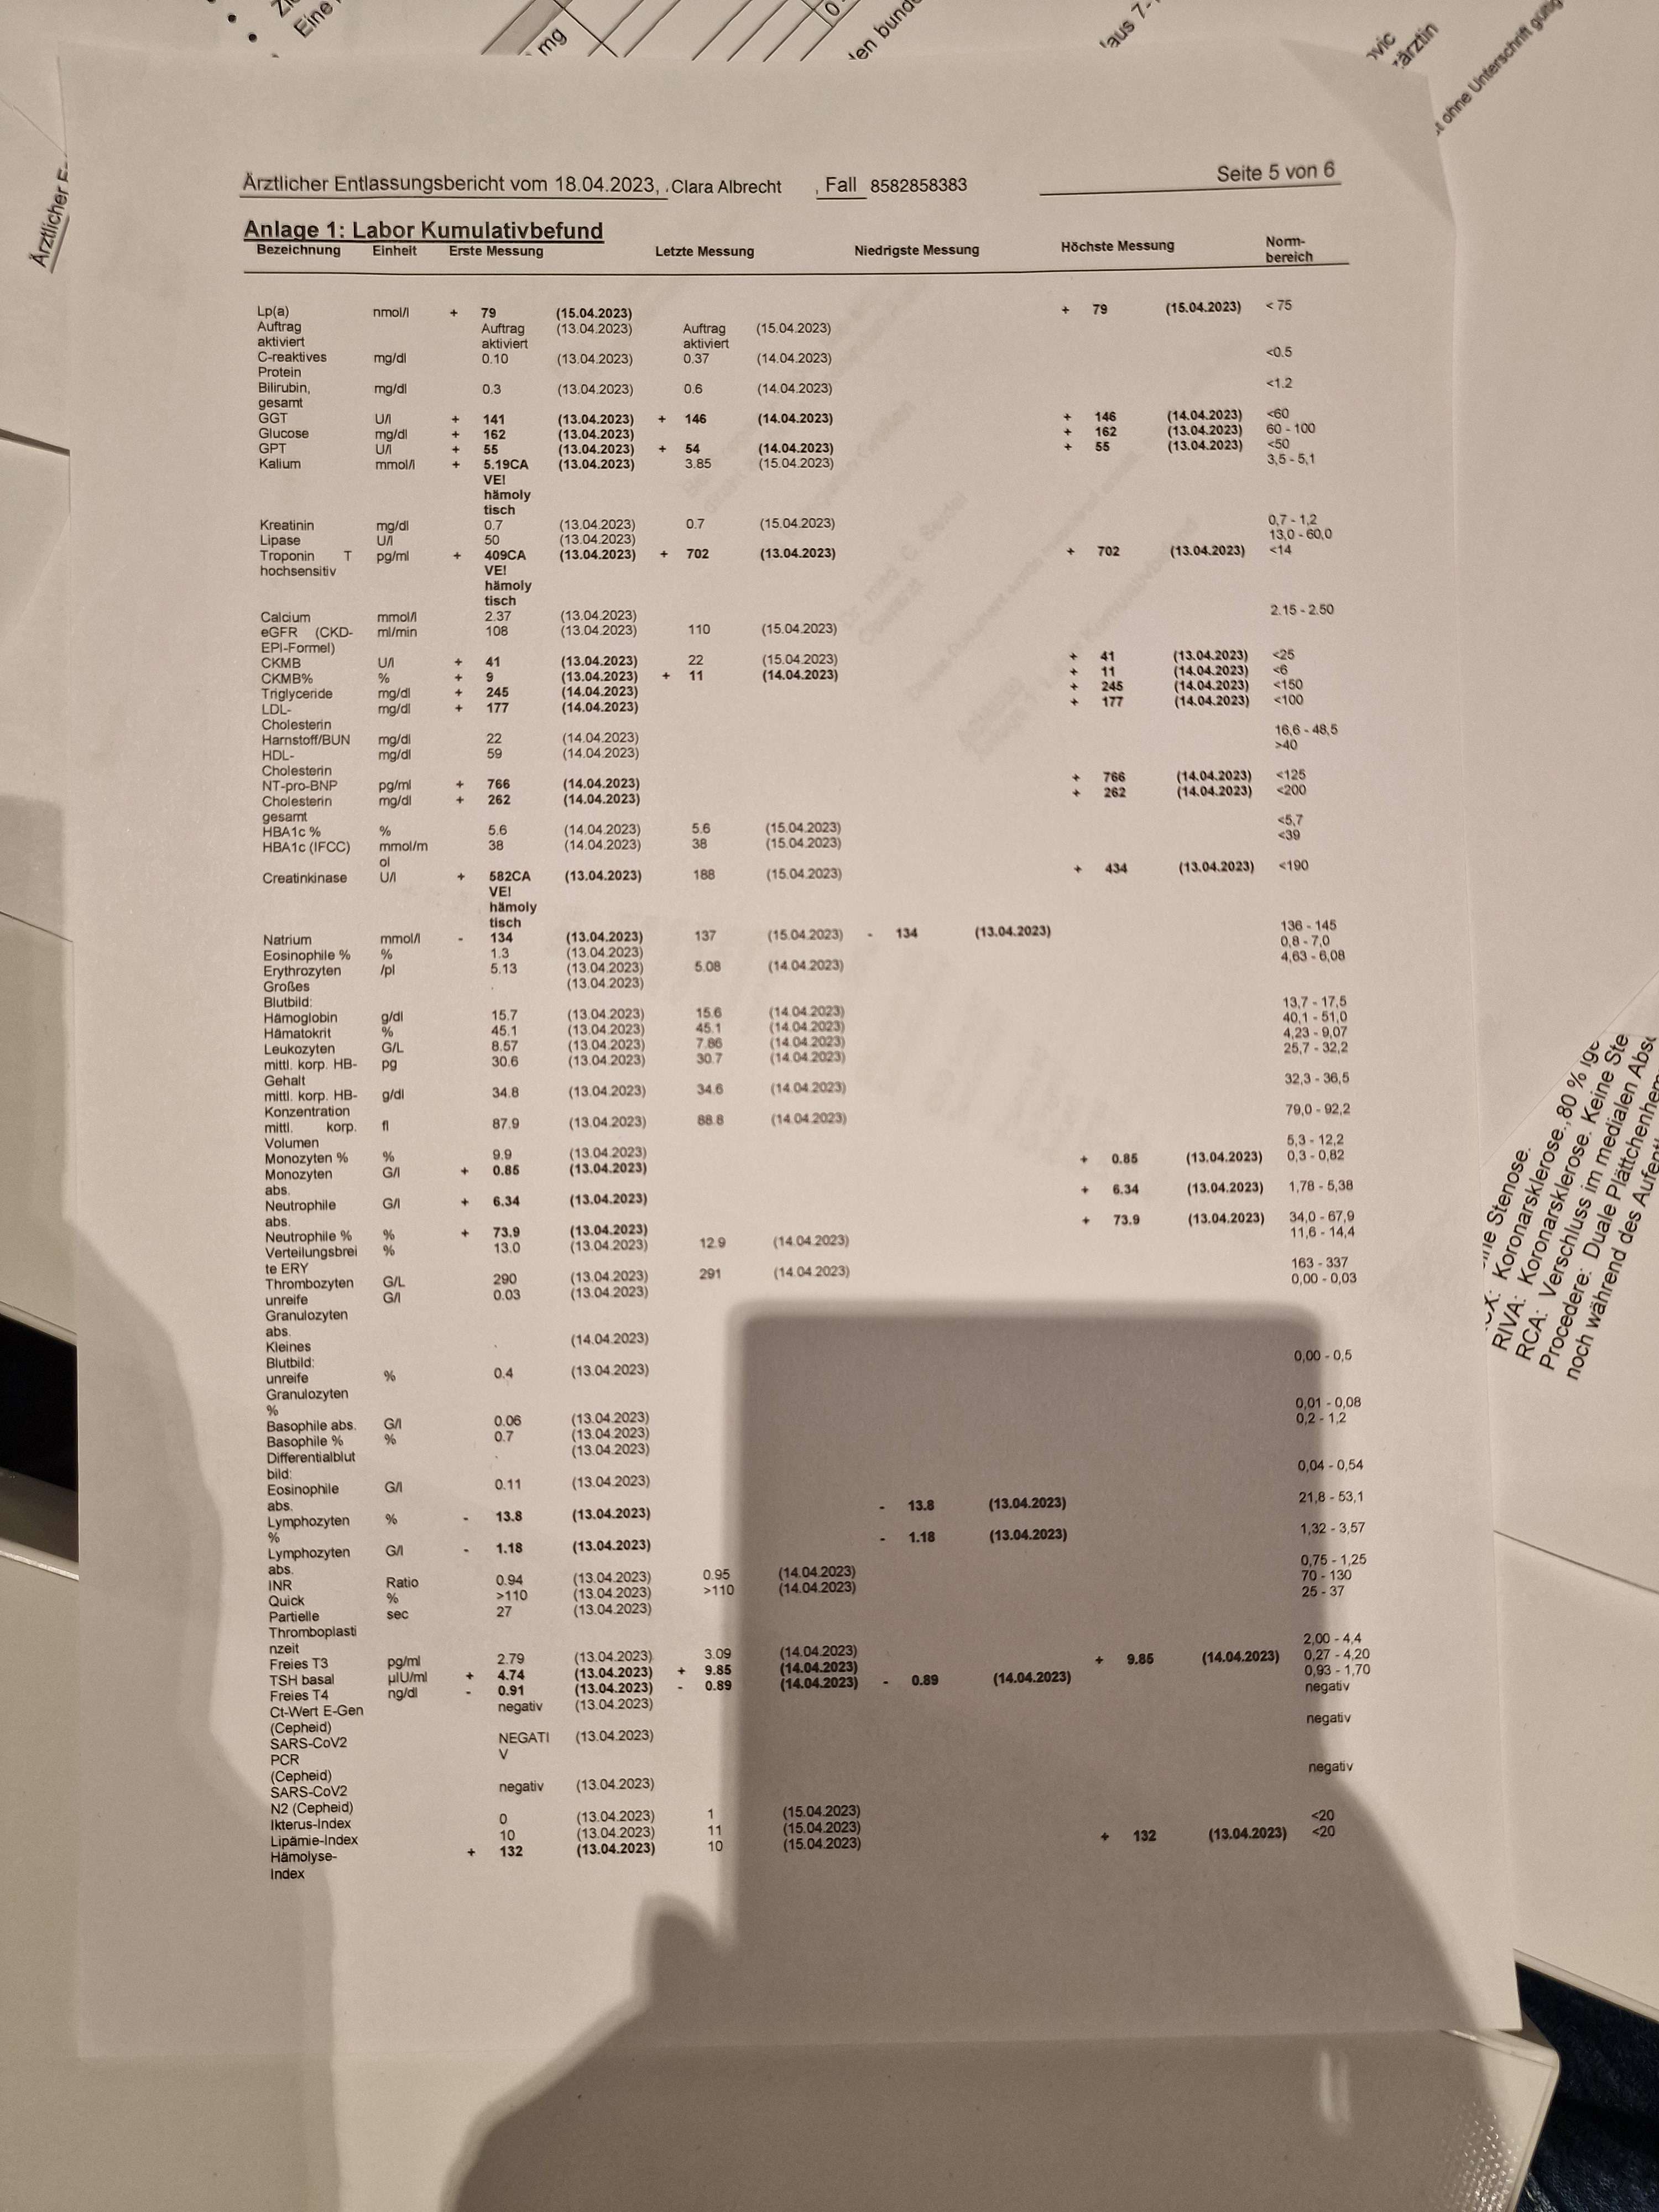 Eine
mg
0
len bunde
aus 7-
ärztin
ohne Unterschrift gültig
Ärztlicher E
Ärztlicher Entlassungsbericht vom 18.04.2023, Clara Albrecht , Fall 8582858383 Seite 5 von 6
Anlage 1: Labor Kumulativbefund
Bezeichnung Einheit Erste Messung Letzte Messung Niedrigste Messung Höchste Messung Norm-
bereich
Lp(a) nmol/l + 79 (15.04.2023) + 79 (15.04.2023) < 75
Auftrag Auftrag (13.04.2023) Auftrag (15.04.2023)
aktiviert aktiviert aktiviert
C-reaktives mg/dl 0.10 (13.04.2023) 0.37 (14.04.2023) <0.5
Protein
Bilirubin, mg/dl 0.3 (13.04.2023) 0.6 (14.04.2023) <1.2
gesamt
GGT U/l + 141 (13.04.2023) + 146 (14.04.2023) + 146 (14.04.2023) <60
Glucose mg/dl + 162 (13.04.2023) + 162 (13.04.2023) 60 - 100
GPT U/l + 55 (13.04.2023) + 54 (14.04.2023) + 55 (13.04.2023) <50
Kalium mmol/l + 5.19CA (13.04.2023) 3.85 (15.04.2023) 3,5 - 5,1
VE!
hämoly
tisch
Kreatinin mg/dl 0.7 (13.04.2023) 0.7 (15.04.2023) 0,7 - 1,2
Lipase U/l 50 (13.04.2023) 13,0 - 60,0
Troponin T pg/ml + 409CA (13.04.2023) + 702 (13.04.2023) + 702 (13.04.2023) <14
hochsensitiv VE!
hämoly
tisch
Calcium mmol/l 2.37 (13.04.2023) 2.15 - 2.50
eGFR (CKD- ml/min 108 (13.04.2023) 110 (15.04.2023)
EPI-Formel)
CKMB U/l + 41 (13.04.2023) 22 (15.04.2023) + 41 (13.04.2023) <25
CKMB% % + 9 (13.04.2023) + 11 (14.04.2023) + 11 (14.04.2023) <6
Triglyceride mg/dl + 245 (14.04.2023) + 245 (14.04.2023) <150
LDL- mg/dl + 177 (14.04.2023) + 177 (14.04.2023) <100
Cholesterin
Harnstoff/BUN mg/dl 22 (14.04.2023) 16,6 - 48,5
HDL- mg/dl 59 (14.04.2023) >40
Cholesterin
NT-pro-BNP pg/ml + 766 (14.04.2023) + 766 (14.04.2023) <125
Cholesterin mg/dl + 262 (14.04.2023) + 262 (14.04.2023) <200
gesamt
HBA1c % % 5.6 (14.04.2023) 5.6 (15.04.2023) <5,7
HBA1c (IFCC) mmol/m 38 (14.04.2023) 38 (15.04.2023) <39
ol
Creatinkinase U/l + 582CA (13.04.2023) 188 (15.04.2023) + 434 (13.04.2023) <190
VE!
hämoly
tisch
Natrium mmol/l - 134 (13.04.2023) 137 (15.04.2023) - 134 (13.04.2023) 136 - 145
Eosinophile % % 1.3 (13.04.2023) 0,8 - 7,0
Erythrozyten /pl 5.13 (13.04.2023) 5.08 (14.04.2023) 4,63 - 6,08
Großes . (13.04.2023)
Blutbild:
Hämoglobin g/dl 15.7 (13.04.2023) 15.6 (14.04.2023) 13,7 - 17,5
Hämatokrit % 45.1 (13.04.2023) 45.1 (14.04.2023) 40,1 - 51,0
Leukozyten G/L 8.57 (13.04.2023) 7.86 (14.04.2023) 4,23 - 9,07
mittl. korp. HB- pg 30.6 (13.04.2023) 30.7 (14.04.2023) 25,7 - 32,2
Gehalt
mittl. korp. HB- g/dl 34.8 (13.04.2023) 34.6 (14.04.2023) 32,3 - 36,5
Konzentration
mittl. korp. fl 87.9 (13.04.2023) 88.8 (14.04.2023) 79,0 - 92,2
Volumen
Monozyten % % 9.9 (13.04.2023) 5,3 - 12,2
Monozyten G/l + 0.85 (13.04.2023) + 0.85 (13.04.2023) 0,3 - 0,82
abs.
Neutrophile G/l + 6.34 (13.04.2023) + 6.34 (13.04.2023) 1,78 - 5,38
abs.
Neutrophile % % + 73.9 (13.04.2023) + 73.9 (13.04.2023) 34,0 - 67,9
Verteilungsbrei % 13.0 (13.04.2023) 12.9 (14.04.2023) 11,6 - 14,4
te ERY
Thrombozyten G/L 290 (13.04.2023) 291 (14.04.2023) 163 - 337
unreife G/l 0.03 (13.04.2023) 0,00 - 0,03
Granulozyten
abs.
Kleines . (14.04.2023)
Blutbild:
unreife % 0.4 (13.04.2023) 0,00 - 0,5
Granulozyten
%
Basophile abs. G/l 0.06 (13.04.2023) 0,01 - 0,08
Basophile % % 0.7 (13.04.2023) 0,2 - 1,2
Differentialblut . (13.04.2023)
bild:
Eosinophile G/l 0.11 (13.04.2023) 0,04 - 0,54
abs.
Lymphozyten % - 13.8 (13.04.2023) - 13.8 (13.04.2023) 21,8 - 53,1
%
Lymphozyten G/l - 1.18 (13.04.2023) - 1.18 (13.04.2023) 1,32 - 3,57
abs.
INR Ratio 0.94 (13.04.2023) 0.95 (14.04.2023) 0,75 - 1,25
Quick % >110 (13.04.2023) >110 (14.04.2023) 70 - 130
Partielle sec 27 (13.04.2023) 25 - 37
Thromboplasti
nzeit
Freies T3 pg/ml 2.79 (13.04.2023) 3.09 (14.04.2023) 2,00 - 4,4
TSH basal µIU/ml + 4.74 (13.04.2023) + 9.85 (14.04.2023) + 9.85 (14.04.2023) 0,27 - 4,20
Freies T4 ng/dl - 0.91 (13.04.2023) - 0.89 (14.04.2023) - 0.89 (14.04.2023) 0,93 - 1,70
Ct-Wert E-Gen negativ (13.04.2023) negativ
(Cepheid)
SARS-CoV2 NEGATI (13.04.2023) negativ
PCR V
(Cepheid)
SARS-CoV2 negativ (13.04.2023) negativ
N2 (Cepheid)
Ikterus-Index 0 (13.04.2023) 1 (15.04.2023)
Lipämie-Index 10 (13.04.2023) 11 (15.04.2023) <20
Hämolyse- + 132 (13.04.2023) 10 (15.04.2023) + 132 (13.04.2023) <20
Index
Stenose.
RIVA: Koronarsklerose., 80 %
RCA: Koronarsklerose. Keine Ste
Verschluss im medialen Abs
Procedere: Duale Plättchenhem
noch während des Aufent